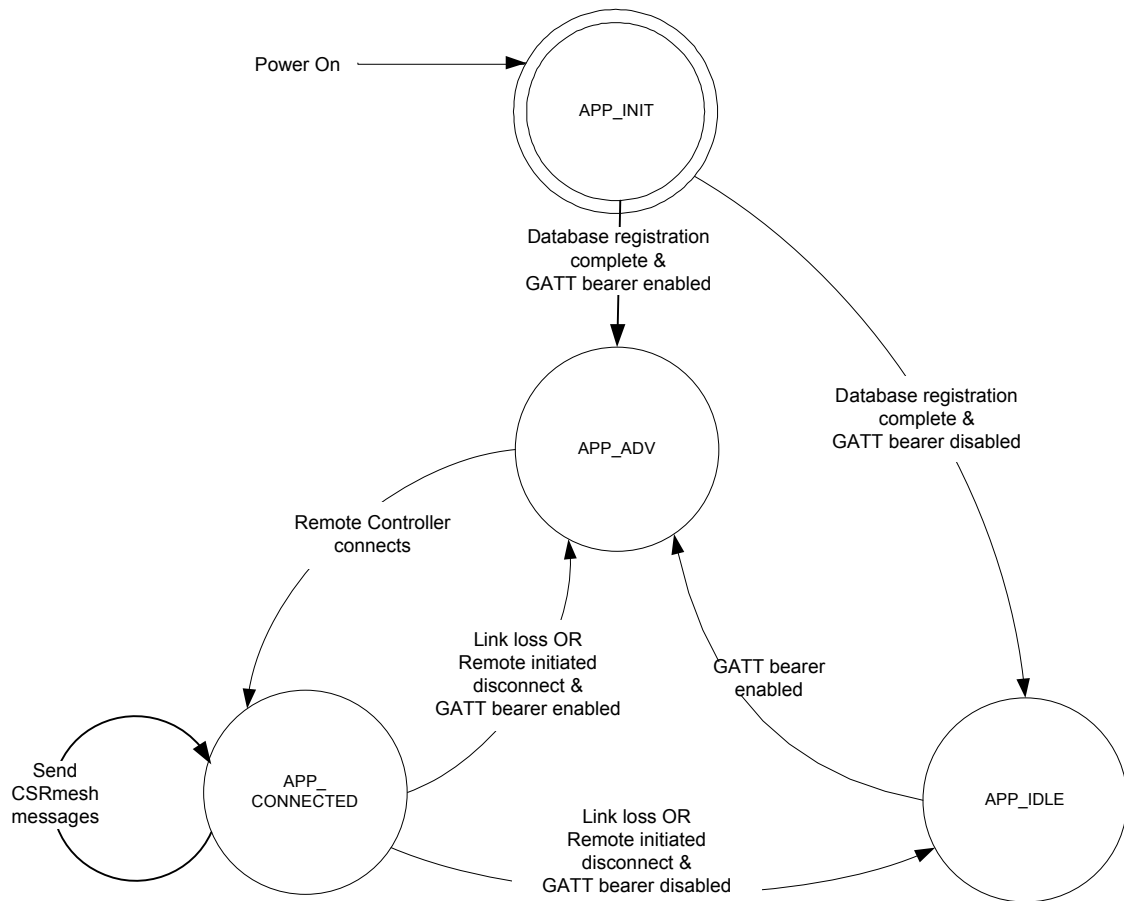 Power On
APP_INIT
Database registration
complete &
GATT bearer enabled
Database registration
complete &
GATT bearer disabled
APP_ADV
Remote Controller
connects
Link loss OR
Remote initiated
disconnect &
GATT bearer enabled
GATT bearer
enabled
Send
CSRmesh
messages
APP_
CONNECTED
APP_IDLE
Link loss OR
Remote initiated
disconnect &
GATT bearer disabled